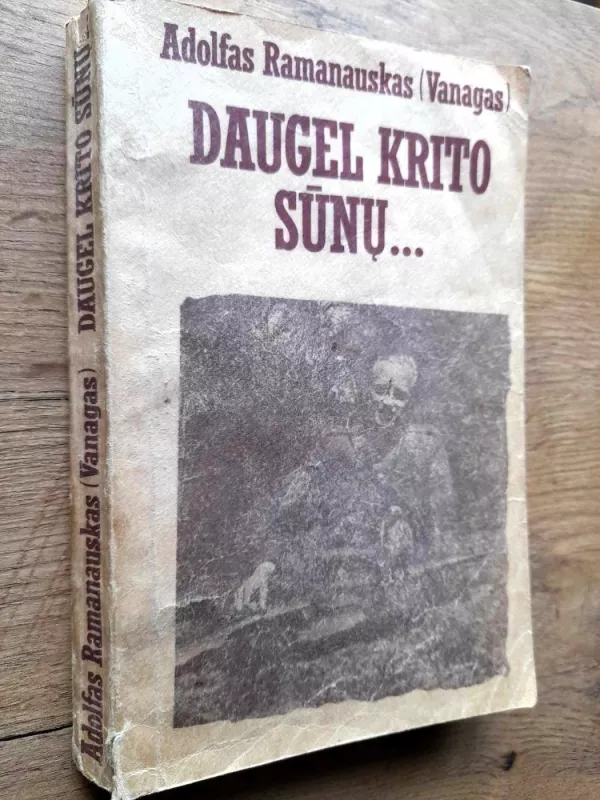 Adolfas Ramanauskas (Vanagas)
DAUGEL KRITO
SŪNŲ...
Adolfas Ramanauskas (Vanagas) DAUGEL KRITO SŪNŲ...